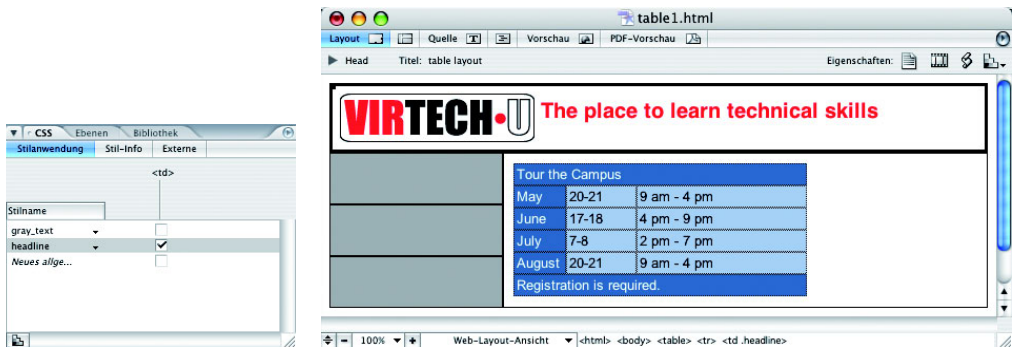 CSS Ebenen Bibliothek
Stilanwendung Stil-Info Externe
<td>
Stilname
gray_text
headline
Neues allge...
table1.html
Layout Quelle Vorschau PDF-Vorschau
Head Titel: table layout Eigenschaften:
VIRTECH•U The place to learn technical skills
Tour the Campus
May 20-21 9 am - 4 pm
June 17-18 4 pm - 9 pm
July 7-8 2 pm - 7 pm
August 20-21 9 am - 4 pm
Registration is required.
100% Web-Layout-Ansicht <html> <body> <table> <tr> <td .headline>